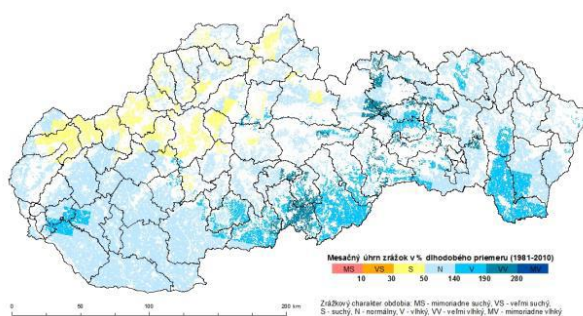 Mesačný úhrn zrážok v % dlhodobého priemeru (1981-2010)
MS VS S N V VV MV
10 30 50 140 190 230
Zrážkový charakter obdobia: MS - mimoriadne suchý, VS - veľmi suchý,
S - suchý, N - normálny, V - vlhký, VV - veľmi vlhký, MV - mimoriadne vlhký
0 50 100 200 km